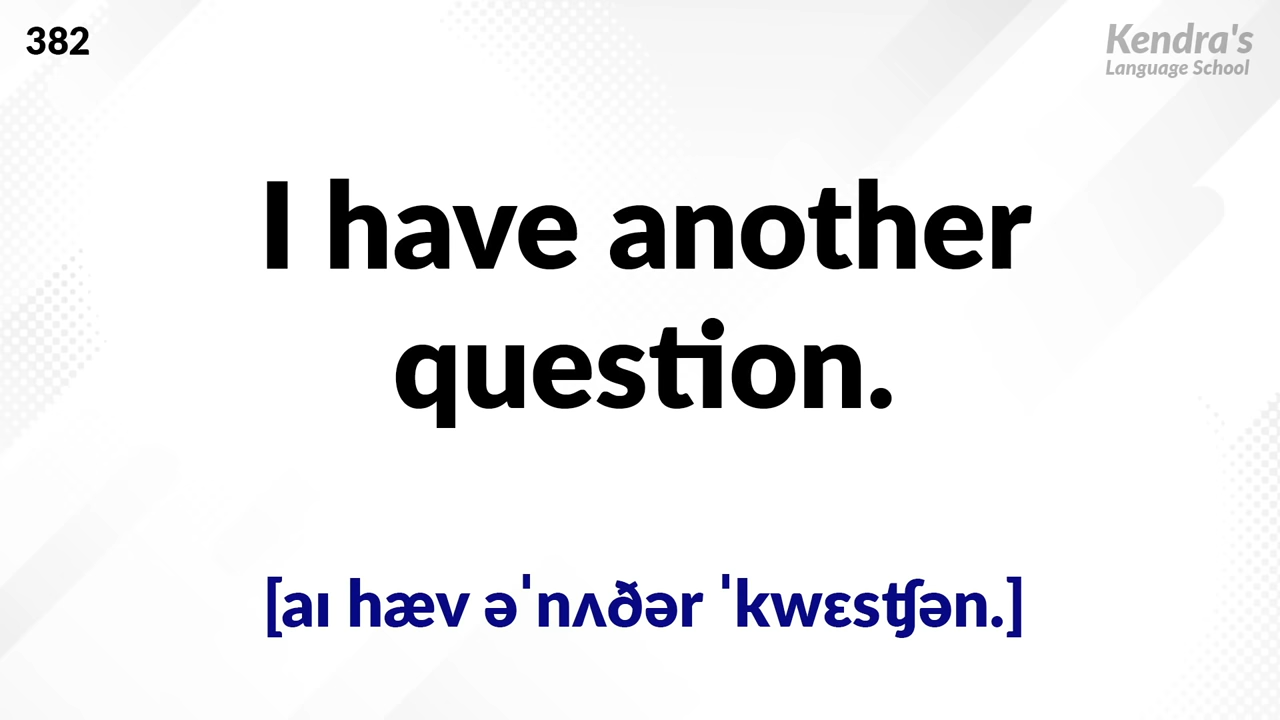 382
Kendra's
Language School
I have another
question.
[aɪ hæv əˈnʌðər ˈkwɛsʧən.]